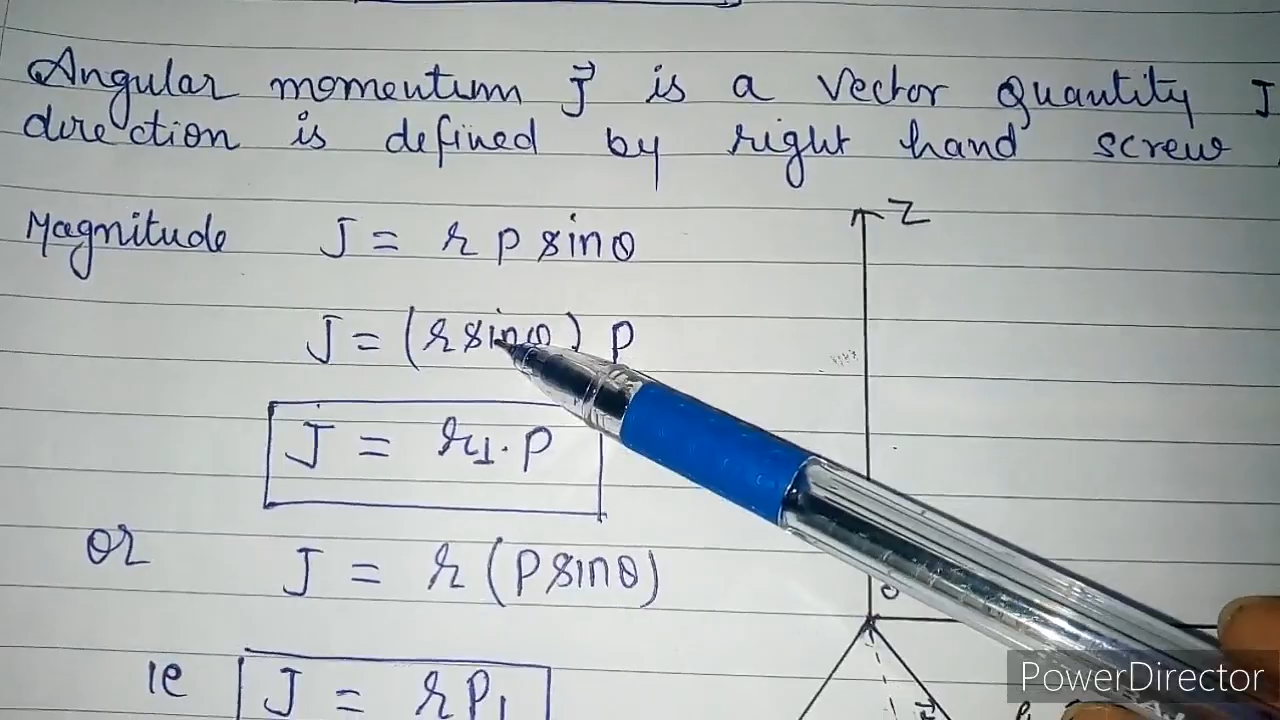 Angular momentum J⃗ is a vector quantity I
direction is defined by right hand screw
Magnitude J = r p sinθ
J = (r sinθ) p
J = r⊥ . p
or J = r (p sinθ)
ie J = r p⊥
Z
O
PowerDirector